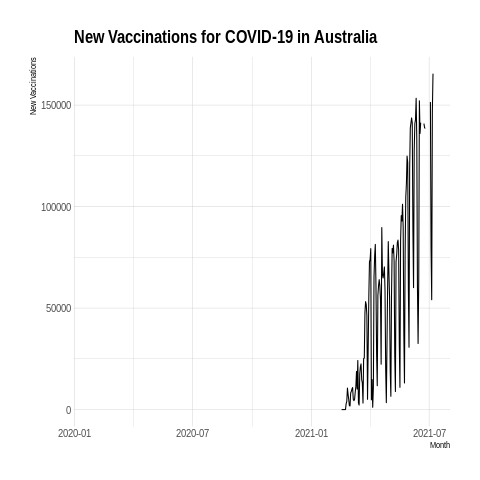 New Vaccinations for COVID-19 in Australia
New Vaccinations
150000
100000
50000
0
2020-01 2020-07 2021-01 2021-07
Month